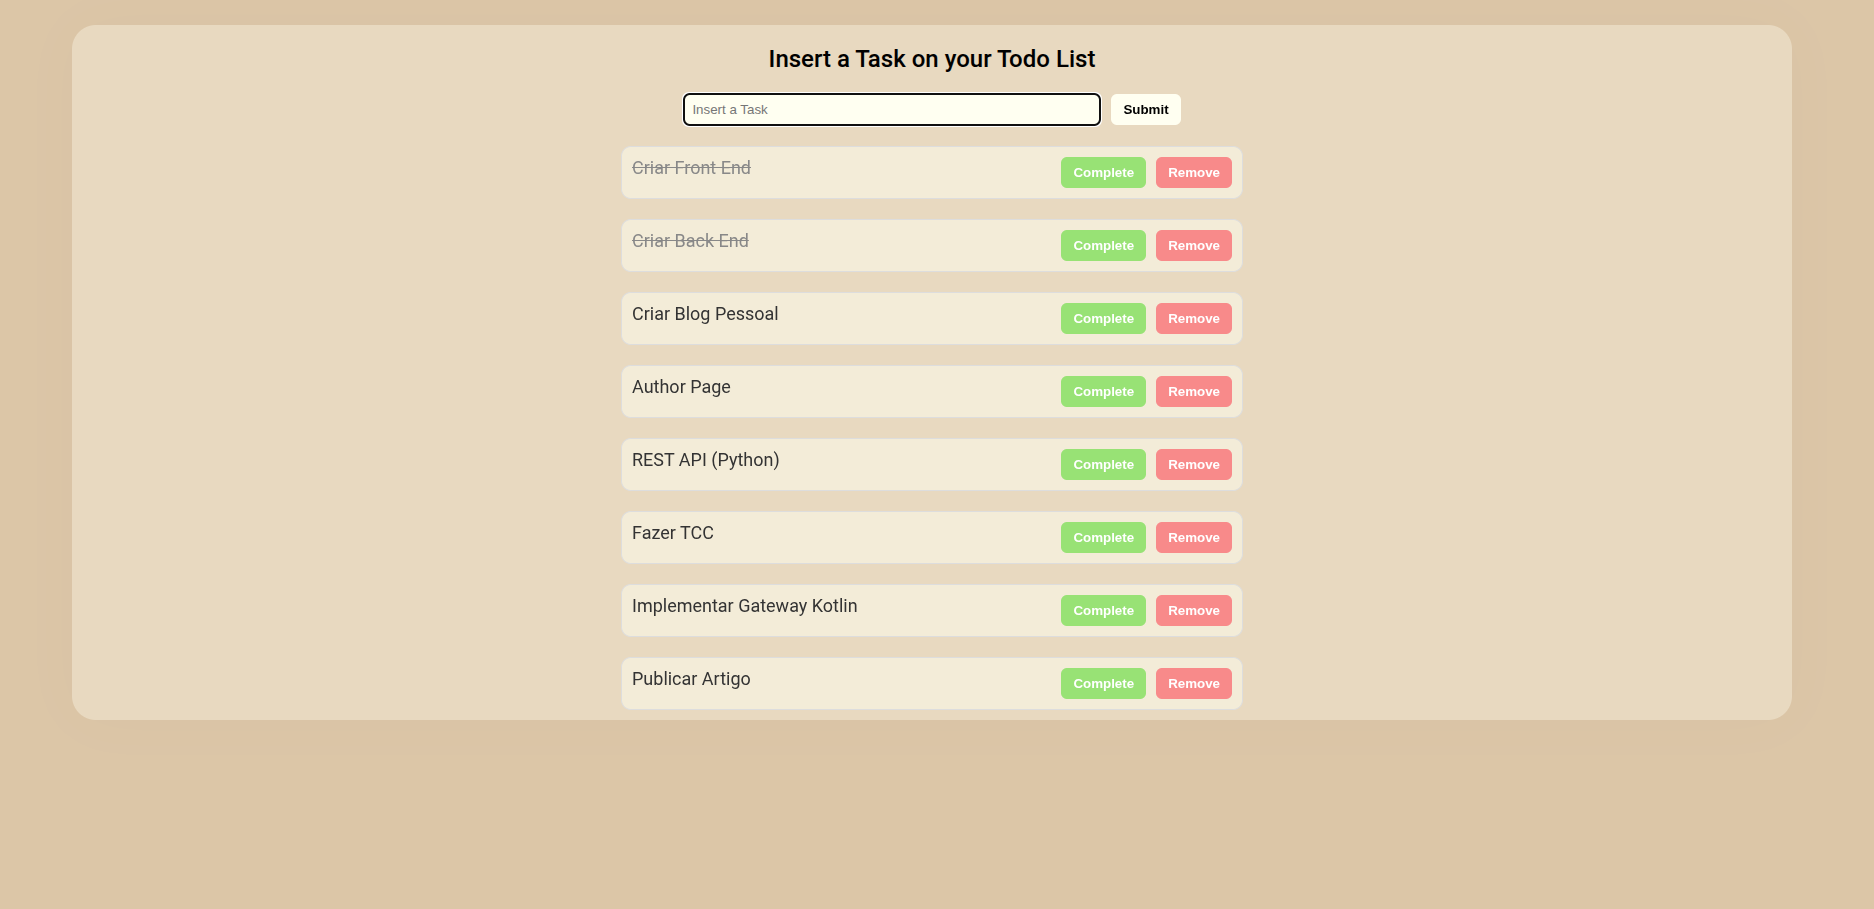 Insert a Task on your Todo List
Insert a Task Submit
Criar Front End Complete Remove
Criar Back End Complete Remove
Criar Blog Pessoal Complete Remove
Author Page Complete Remove
REST API (Python) Complete Remove
Fazer TCC Complete Remove
Implementar Gateway Kotlin Complete Remove
Publicar Artigo Complete Remove